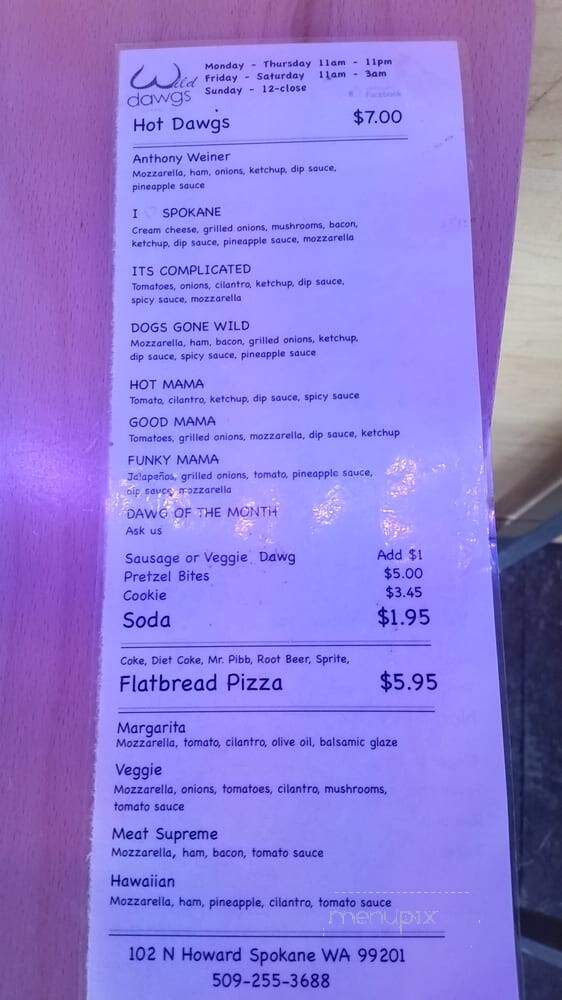 Wild
dawgs
Monday - Thursday 11am - 11pm
Friday - Saturday 11am - 3am
Sunday - 12-close
Facebook
Hot Dawgs $7.00
Anthony Weiner
Mozzarella, ham, onions, ketchup, dip sauce,
pineapple sauce
I ♡ SPOKANE
Cream cheese, grilled onions, mushrooms, bacon,
ketchup, dip sauce, pineapple sauce, mozzarella
ITS COMPLICATED
Tomatoes, onions, cilantro, ketchup, dip sauce,
spicy sauce, mozzarella
DOGS GONE WILD
Mozzarella, ham, bacon, grilled onions, ketchup,
dip sauce, spicy sauce, pineapple sauce
HOT MAMA
Tomato, cilantro, ketchup, dip sauce, spicy sauce
GOOD MAMA
Tomatoes, grilled onions, mozzarella, dip sauce, ketchup
FUNKY MAMA
Jalapeños, grilled onions, tomato, pineapple sauce,
dip sauce, mozzarella
DAWG OF THE MONTH
Ask us
Sausage or Veggie Dawg Add $1
Pretzel Bites $5.00
Cookie $3.45
Soda $1.95
Coke, Diet Coke, Mr. Pibb, Root Beer, Sprite,
Flatbread Pizza $5.95
Margarita
Mozzarella, tomato, cilantro, olive oil, balsamic glaze
Veggie
Mozzarella, onions, tomatoes, cilantro, mushrooms,
tomato sauce
Meat Supreme
Mozzarella, ham, bacon, tomato sauce
Hawaiian
Mozzarella, ham, pineapple, cilantro, tomato sauce
menupix
102 N Howard Spokane WA 99201
509-255-3688